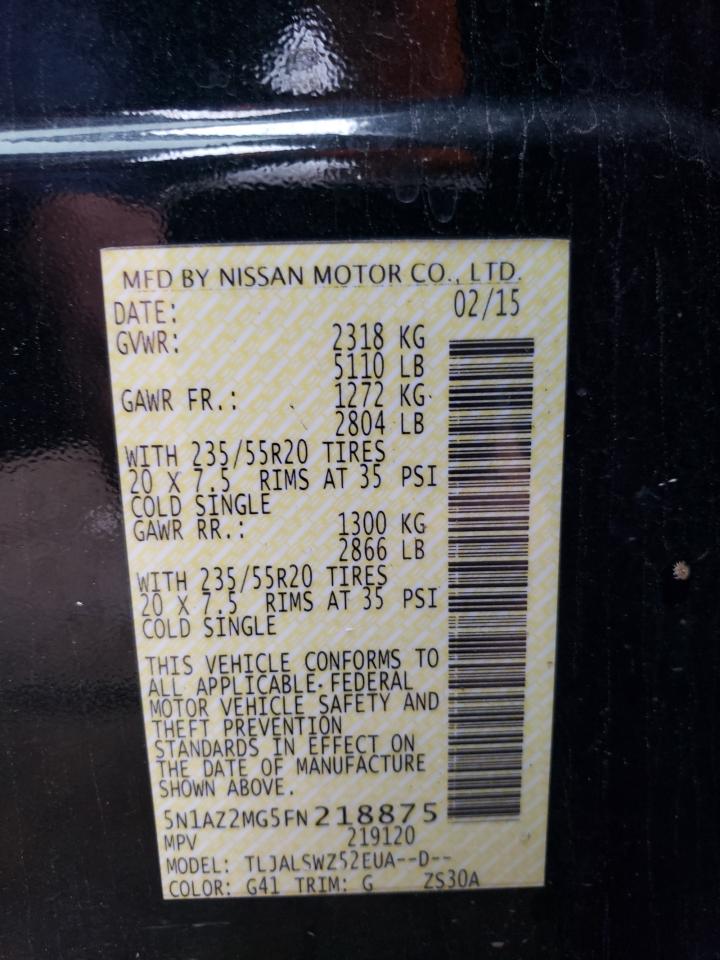 MFD BY NISSAN MOTOR CO., LTD.
DATE: 02/15
GVWR: 2318 KG
5110 LB
GAWR FR.: 1272 KG
2804 LB
WITH 235/55R20 TIRES
20 X 7.5 RIMS AT 35 PSI
COLD SINGLE
GAWR RR.: 1300 KG
2866 LB
WITH 235/55R20 TIRES
20 X 7.5 RIMS AT 35 PSI
COLD SINGLE
THIS VEHICLE CONFORMS TO
ALL APPLICABLE FEDERAL
MOTOR VEHICLE SAFETY AND
THEFT PREVENTION
STANDARDS IN EFFECT ON
THE DATE OF MANUFACTURE
SHOWN ABOVE.
5N1AZ2MG5FN218875
MPV 219120
MODEL: TLJALSWZ52EUA--D--
COLOR: G41 TRIM: G ZS30A